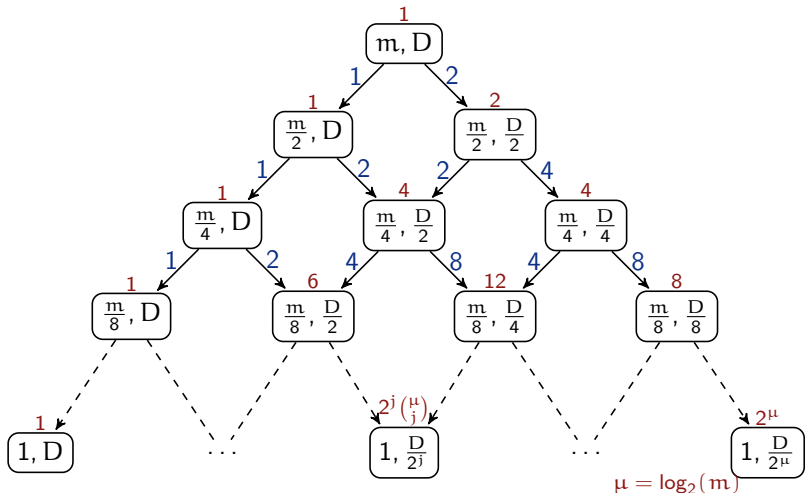 1
m, D
1 2
1 2
m/2, D m/2, D/2
1 2 2 4
1 4 4
m/4, D m/4, D/2 m/4, D/4
1 2 4 8 4 8
1 6 12 8
m/8, D m/8, D/2 m/8, D/4 m/8, D/8
1 2^j (μ j) 2^μ
1, D ... 1, D/2^j ... 1, D/2^μ
μ = log₂(m)